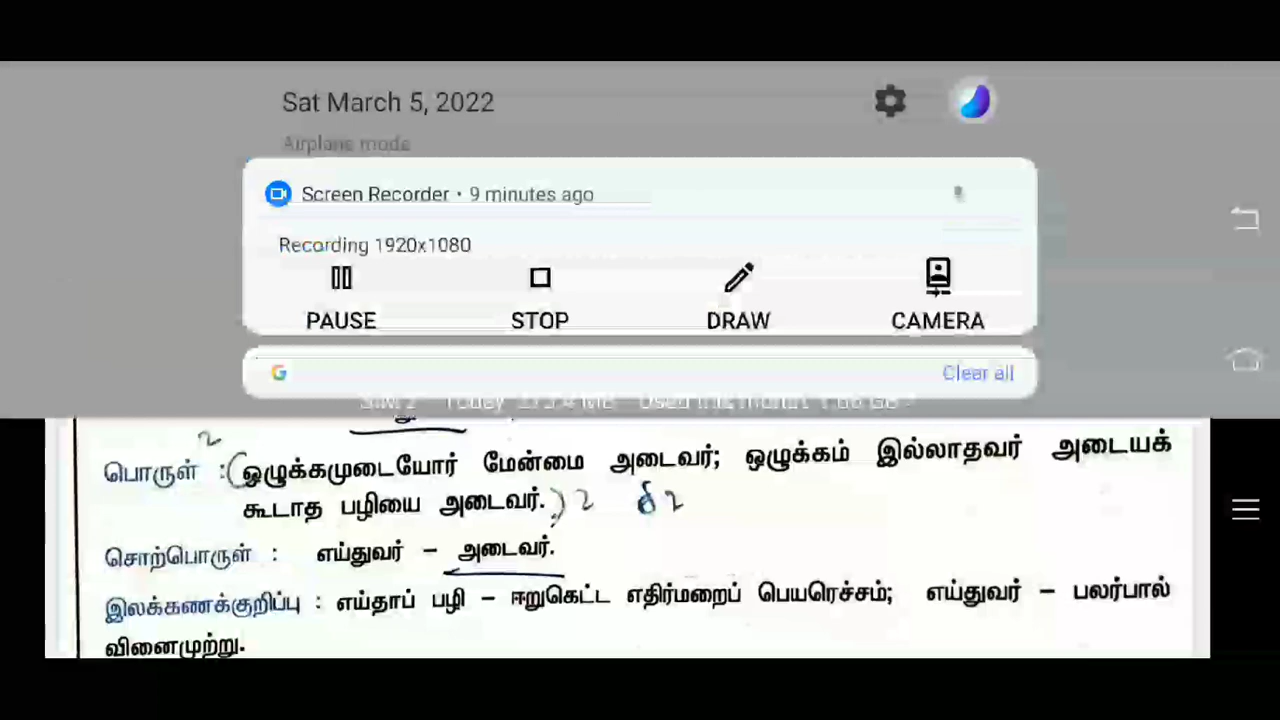 Sat March 5, 2022
Airplane mode
Screen Recorder • 9 minutes ago
Recording 1920x1080
PAUSE STOP DRAW CAMERA
Clear all
2
பொருள் : (ஒழுக்கமுடையோர் மேன்மை அடைவர்; ஒழுக்கம் இல்லாதவர் அடையக்
கூடாத பழியை அடைவர்.) 2
சொற்பொருள் : எய்துவர் – அடைவர்.
இலக்கணக்குறிப்பு : எய்தாப் பழி – ஈறுகெட்ட எதிர்மறைப் பெயரெச்சம்; எய்துவர் – பலர்பால்
வினைமுற்று.